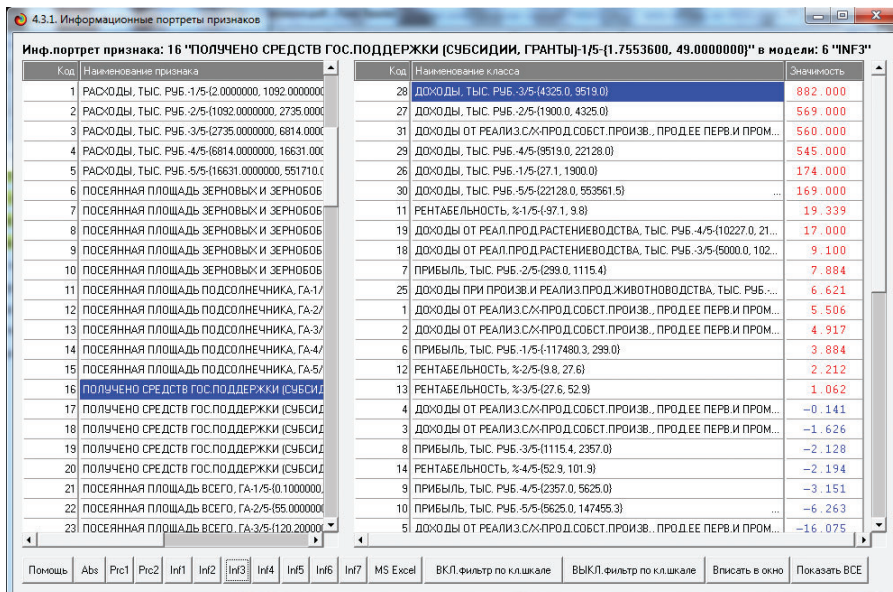 4.3.1. Информационные портреты признаков
Инф.портрет признака: 16 "ПОЛУЧЕНО СРЕДСТВ ГОС.ПОДДЕРЖКИ (СУБСИДИИ, ГРАНТЫ)-1/5-{1.7553600, 49.0000000}" в модели: 6 "INF3"
Код Наименование признака
1 РАСХОДЫ, ТЫС. РУБ.-1/5-{2.0000000, 1092.0000000
2 РАСХОДЫ, ТЫС. РУБ.-2/5-{1092.0000000, 2735.0000
3 РАСХОДЫ, ТЫС. РУБ.-3/5-{2735.0000000, 6814.0000
4 РАСХОДЫ, ТЫС. РУБ.-4/5-{6814.0000000, 16631.000
5 РАСХОДЫ, ТЫС. РУБ.-5/5-{16631.0000000, 551710.0
6 ПОСЕЯННАЯ ПЛОЩАДЬ ЗЕРНОВЫХ И ЗЕРНОБОБ
7 ПОСЕЯННАЯ ПЛОЩАДЬ ЗЕРНОВЫХ И ЗЕРНОБОБ
8 ПОСЕЯННАЯ ПЛОЩАДЬ ЗЕРНОВЫХ И ЗЕРНОБОБ
9 ПОСЕЯННАЯ ПЛОЩАДЬ ЗЕРНОВЫХ И ЗЕРНОБОБ
10 ПОСЕЯННАЯ ПЛОЩАДЬ ЗЕРНОВЫХ И ЗЕРНОБОБ
11 ПОСЕЯННАЯ ПЛОЩАДЬ ПОДСОЛНЕЧНИКА, ГА-1/
12 ПОСЕЯННАЯ ПЛОЩАДЬ ПОДСОЛНЕЧНИКА, ГА-2/
13 ПОСЕЯННАЯ ПЛОЩАДЬ ПОДСОЛНЕЧНИКА, ГА-3/
14 ПОСЕЯННАЯ ПЛОЩАДЬ ПОДСОЛНЕЧНИКА, ГА-4/
15 ПОСЕЯННАЯ ПЛОЩАДЬ ПОДСОЛНЕЧНИКА, ГА-5/
16 ПОЛУЧЕНО СРЕДСТВ ГОС.ПОДДЕРЖКИ (СУБСИД
17 ПОЛУЧЕНО СРЕДСТВ ГОС.ПОДДЕРЖКИ (СУБСИД
18 ПОЛУЧЕНО СРЕДСТВ ГОС.ПОДДЕРЖКИ (СУБСИД
19 ПОЛУЧЕНО СРЕДСТВ ГОС.ПОДДЕРЖКИ (СУБСИД
20 ПОЛУЧЕНО СРЕДСТВ ГОС.ПОДДЕРЖКИ (СУБСИД
21 ПОСЕЯННАЯ ПЛОЩАДЬ ВСЕГО, ГА-1/5-{0.1000000,
22 ПОСЕЯННАЯ ПЛОЩАДЬ ВСЕГО, ГА-2/5-{55.0000000
23 ПОСЕЯННАЯ ПЛОЩАДЬ ВСЕГО, ГА-3/5-{120.200000
Код Наименование класса Значимость
28 ДОХОДЫ, ТЫС. РУБ.-3/5-{4325.0, 9519.0} 882.000
27 ДОХОДЫ, ТЫС. РУБ.-2/5-{1900.0, 4325.0} 569.000
31 ДОХОДЫ ОТ РЕАЛИЗ.С/Х-ПРОД.СОБСТ.ПРОИЗВ., ПРОД.ЕЕ ПЕРВ.И ПРОМ... 560.000
29 ДОХОДЫ, ТЫС. РУБ.-4/5-{9519.0, 22128.0} 545.000
26 ДОХОДЫ, ТЫС. РУБ.-1/5-{27.1, 1900.0} 174.000
30 ДОХОДЫ, ТЫС. РУБ.-5/5-{22128.0, 553561.5} ... 169.000
11 РЕНТАБЕЛЬНОСТЬ, %-1/5-{-97.1, 9.8} 19.339
19 ДОХОДЫ ОТ РЕАЛ.ПРОД.РАСТЕНИЕВОДСТВА, ТЫС. РУБ.-4/5-{10227.0, 21... 17.000
18 ДОХОДЫ ОТ РЕАЛ.ПРОД.РАСТЕНИЕВОДСТВА, ТЫС. РУБ.-3/5-{5000.0, 102... 9.100
7 ПРИБЫЛЬ, ТЫС. РУБ.-2/5-{299.0, 1115.4} 7.884
25 ДОХОДЫ ПРИ ПРОИЗВ.И РЕАЛИЗ.ПРОД.ЖИВОТНОВОДСТВА, ТЫС. РУБ.-... 6.621
1 ДОХОДЫ ОТ РЕАЛИЗ.С/Х-ПРОД.СОБСТ.ПРОИЗВ., ПРОД.ЕЕ ПЕРВ.И ПРОМ... 5.506
2 ДОХОДЫ ОТ РЕАЛИЗ.С/Х-ПРОД.СОБСТ.ПРОИЗВ., ПРОД.ЕЕ ПЕРВ.И ПРОМ... 4.917
6 ПРИБЫЛЬ, ТЫС. РУБ.-1/5-{-117480.3, 299.0} 3.884
12 РЕНТАБЕЛЬНОСТЬ, %-2/5-{9.8, 27.6} 2.212
13 РЕНТАБЕЛЬНОСТЬ, %-3/5-{27.6, 52.9} 1.062
4 ДОХОДЫ ОТ РЕАЛИЗ.С/Х-ПРОД.СОБСТ.ПРОИЗВ., ПРОД.ЕЕ ПЕРВ.И ПРОМ... -0.141
3 ДОХОДЫ ОТ РЕАЛИЗ.С/Х-ПРОД.СОБСТ.ПРОИЗВ., ПРОД.ЕЕ ПЕРВ.И ПРОМ... -1.626
8 ПРИБЫЛЬ, ТЫС. РУБ.-3/5-{1115.4, 2357.0} -2.128
14 РЕНТАБЕЛЬНОСТЬ, %-4/5-{52.9, 101.9} -2.194
9 ПРИБЫЛЬ, ТЫС. РУБ.-4/5-{2357.0, 5625.0} -3.151
10 ПРИБЫЛЬ, ТЫС. РУБ.-5/5-{5625.0, 147455.3} ... -6.263
5 ДОХОДЫ ОТ РЕАЛИЗ.С/Х-ПРОД.СОБСТ.ПРОИЗВ., ПРОД.ЕЕ ПЕРВ.И ПРОМ... -16.075
Помощь Abs Prc1 Prc2 Inf1 Inf2 Inf3 Inf4 Inf5 Inf6 Inf7 MS Excel ВКЛ.фильтр по кл.шкале ВЫКЛ.фильтр по кл.шкале Вписать в окно Показать ВСЕ